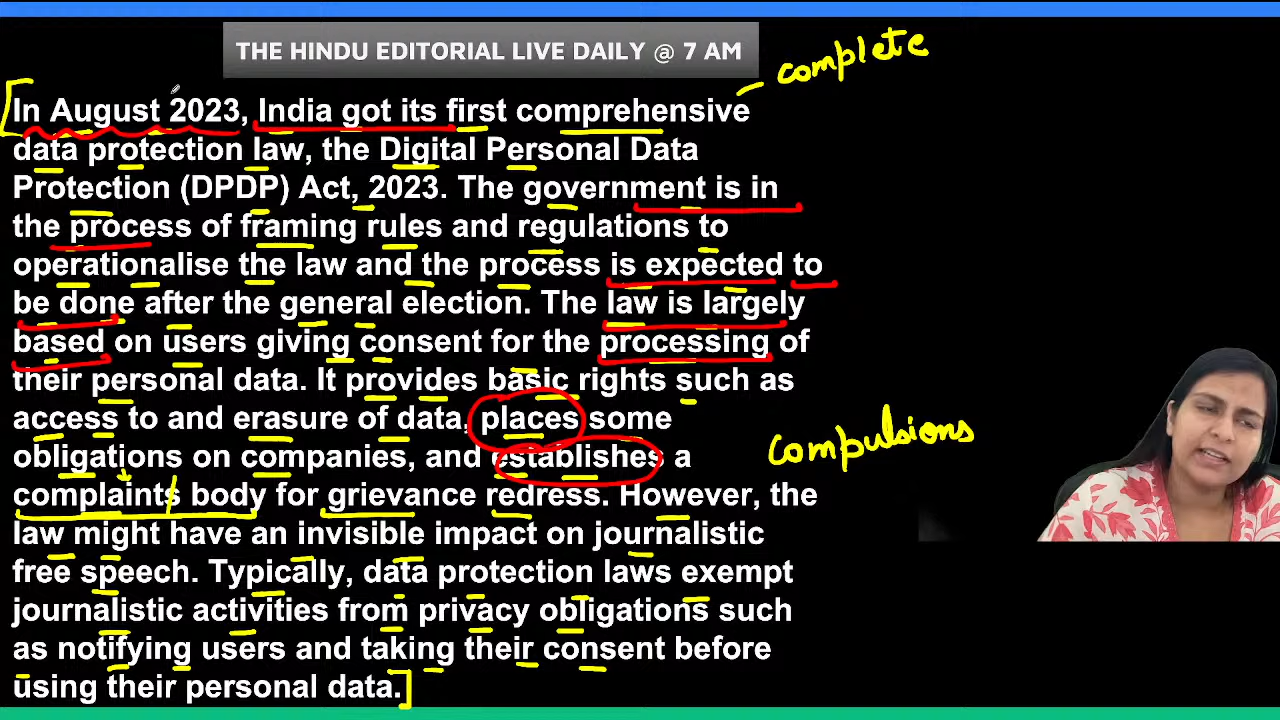 THE HINDU EDITORIAL LIVE DAILY @ 7 AM
complete
In August 2023, India got its first comprehensive
data protection law, the Digital Personal Data
Protection (DPDP) Act, 2023. The government is in
the process of framing rules and regulations to
operationalise the law and the process is expected to
be done after the general election. The law is largely
based on users giving consent for the processing of
their personal data. It provides basic rights such as
access to and erasure of data, places some
obligations on companies, and establishes a
compulsions
complaints body for grievance redress. However, the
law might have an invisible impact on journalistic
free speech. Typically, data protection laws exempt
journalistic activities from privacy obligations such
as notifying users and taking their consent before
using their personal data.